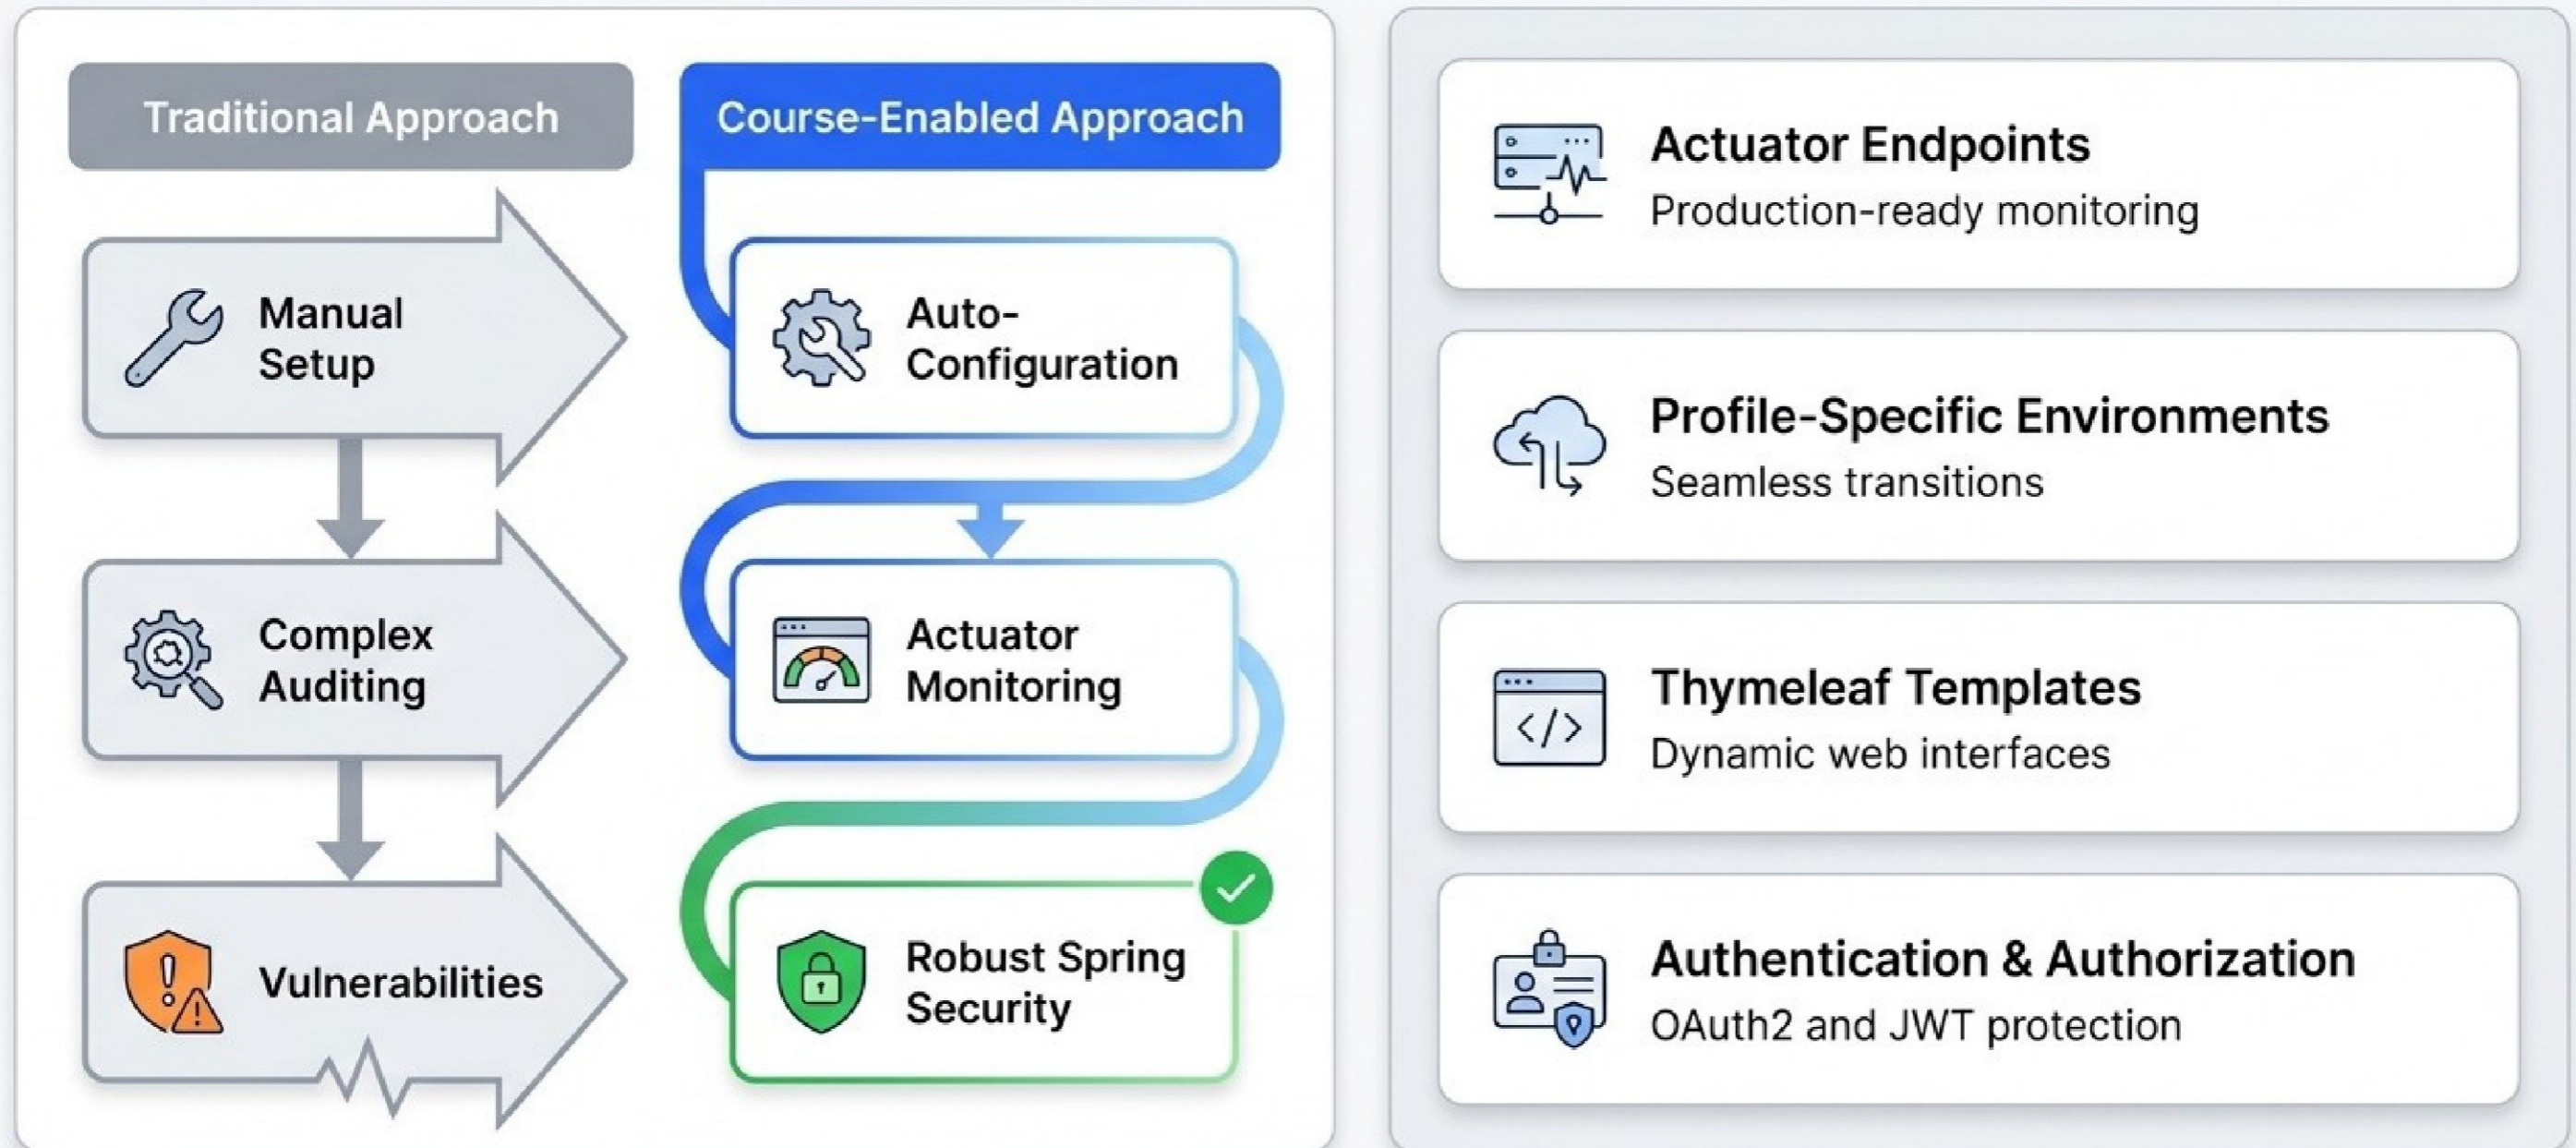 Traditional Approach
Manual
Setup
Complex
Auditing
Vulnerabilities
Course-Enabled Approach
Auto-
Configuration
Actuator
Monitoring
Robust Spring
Security
Actuator Endpoints
Production-ready monitoring
Profile-Specific Environments
Seamless transitions
Thymeleaf Templates
Dynamic web interfaces
Authentication & Authorization
OAuth2 and JWT protection